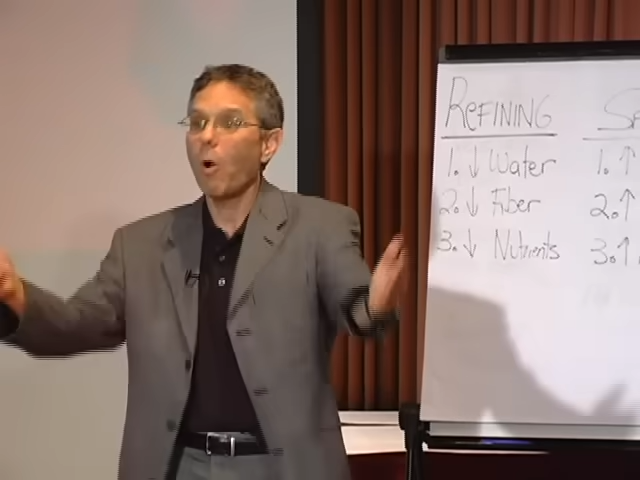 REFINING
1. ↓ Water
2. ↓ Fiber
3. ↓ Nutrients
1. ↑
2. ↑
3. ↑